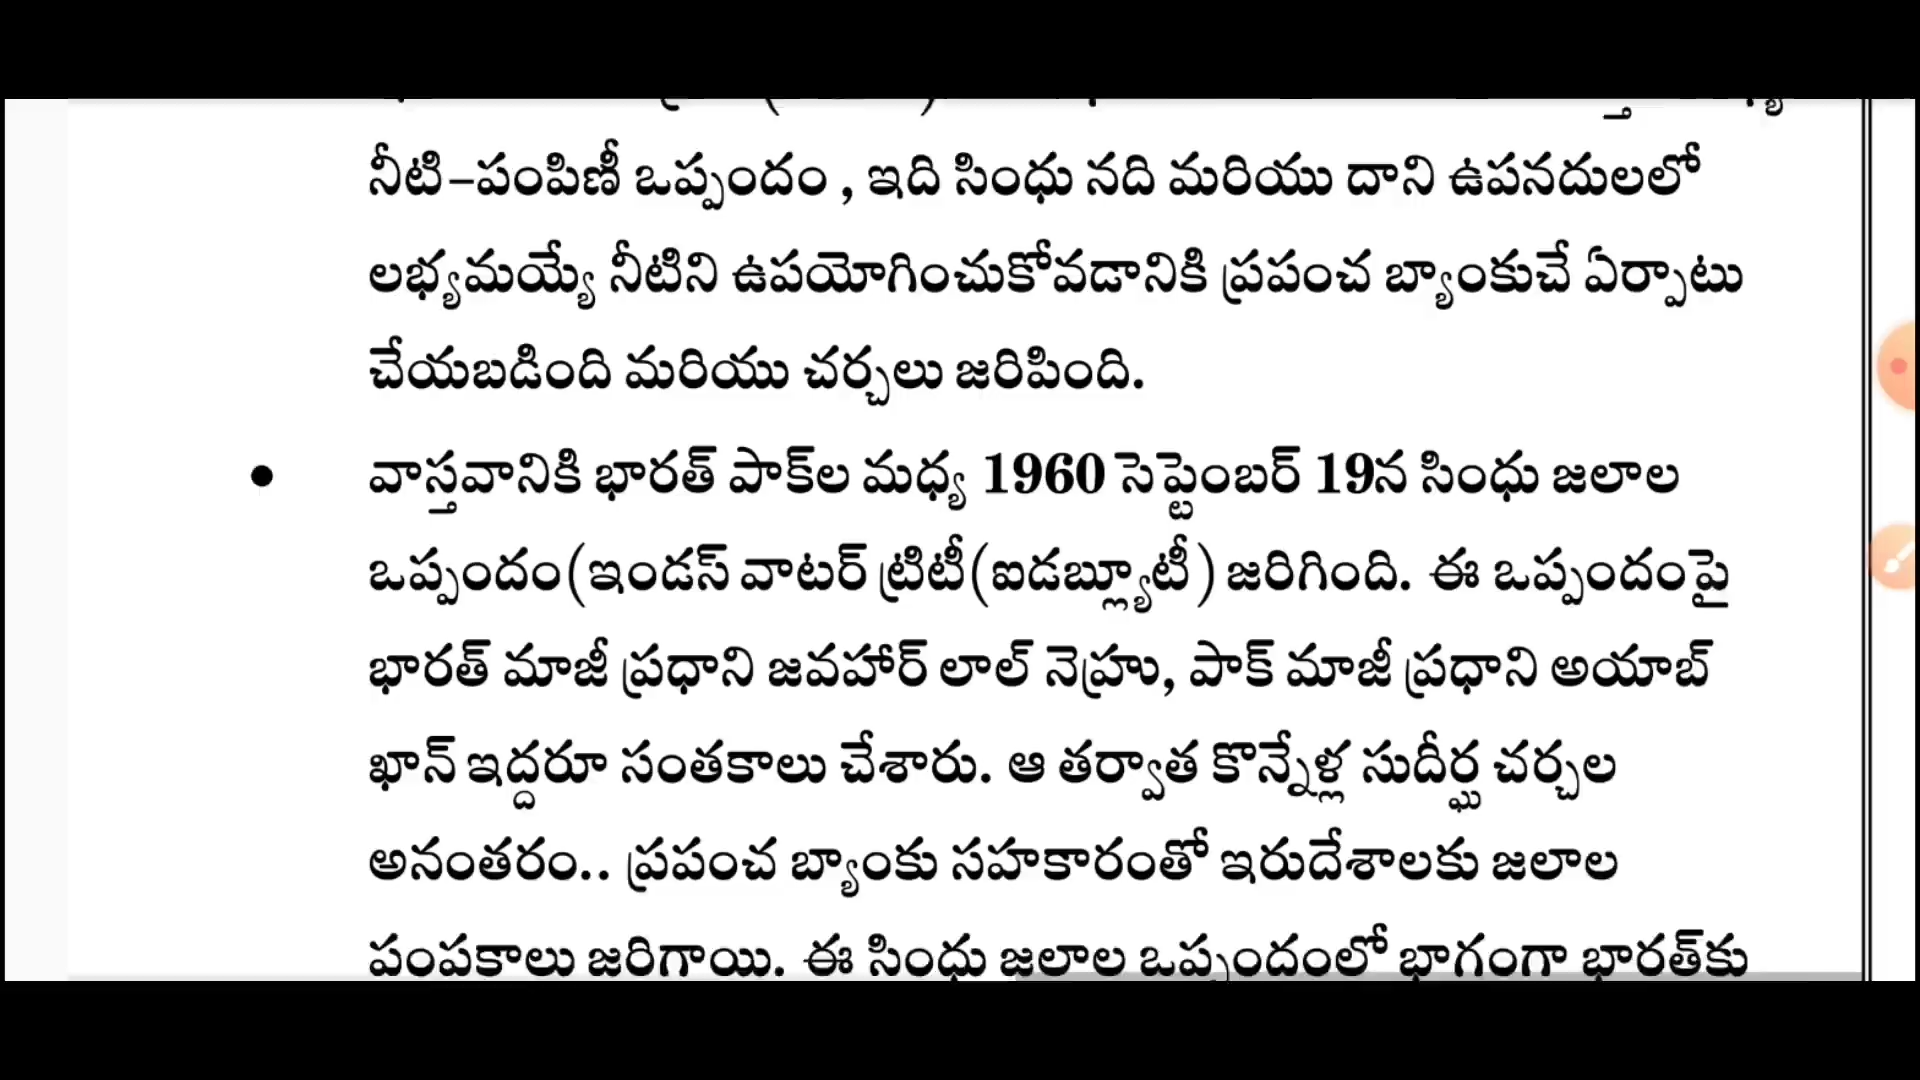 నీటి-పంపిణీ ఒప్పందం , ఇది సింధు నది మరియు దాని ఉపనదులలో
లభ్యమయ్యే నీటిని ఉపయోగించుకోవడానికి ప్రపంచ బ్యాంకుచే ఏర్పాటు
చేయబడింది మరియు చర్చలు జరిపింది.
• వాస్తవానికి భారత్ పాక్‌ల మధ్య 1960 సెప్టెంబర్ 19న సింధు జలాల
ఒప్పందం(ఇండస్ వాటర్ ట్రిటీ(ఐడబ్ల్యూటీ) జరిగింది. ఈ ఒప్పందంపై
భారత్ మాజీ ప్రధాని జవహార్ లాల్ నెహ్రు, పాక్ మాజీ ప్రధాని అయాబ్
ఖాన్ ఇద్దరూ సంతకాలు చేశారు. ఆ తర్వాత కొన్నేళ్ల సుదీర్ఘ చర్చల
అనంతరం.. ప్రపంచ బ్యాంకు సహకారంతో ఇరుదేశాలకు జలాల
పంపకాలు జరిగాయి. ఈ సింధు జలాల ఒప్పందంలో భాగంగా భారత్‌కు